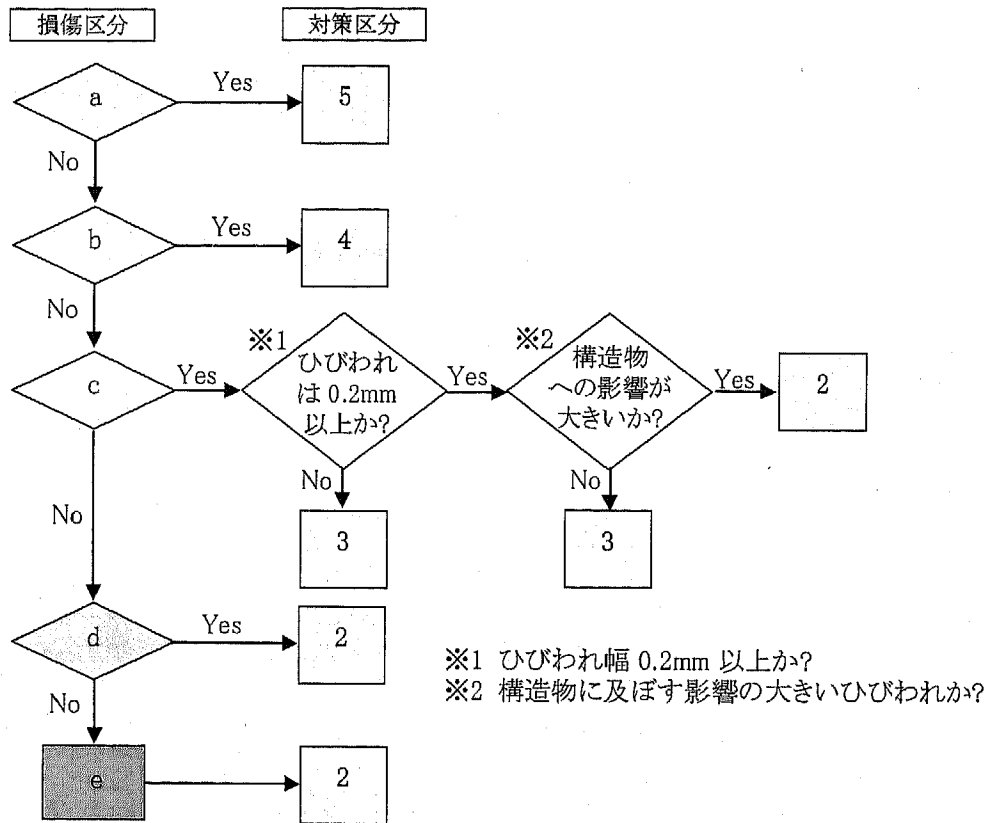 損傷区分
対策区分
a
Yes
5
No
b
Yes
4
No
c
Yes
※1
ひびわれ
は 0.2mm
以上か?
Yes
※2
構造物
への影響が
大きいか?
Yes
2
No
3
No
3
No
d
Yes
2
No
e
2
※1 ひびわれ幅 0.2mm 以上か?
※2 構造物に及ぼす影響の大きいひびわれか?